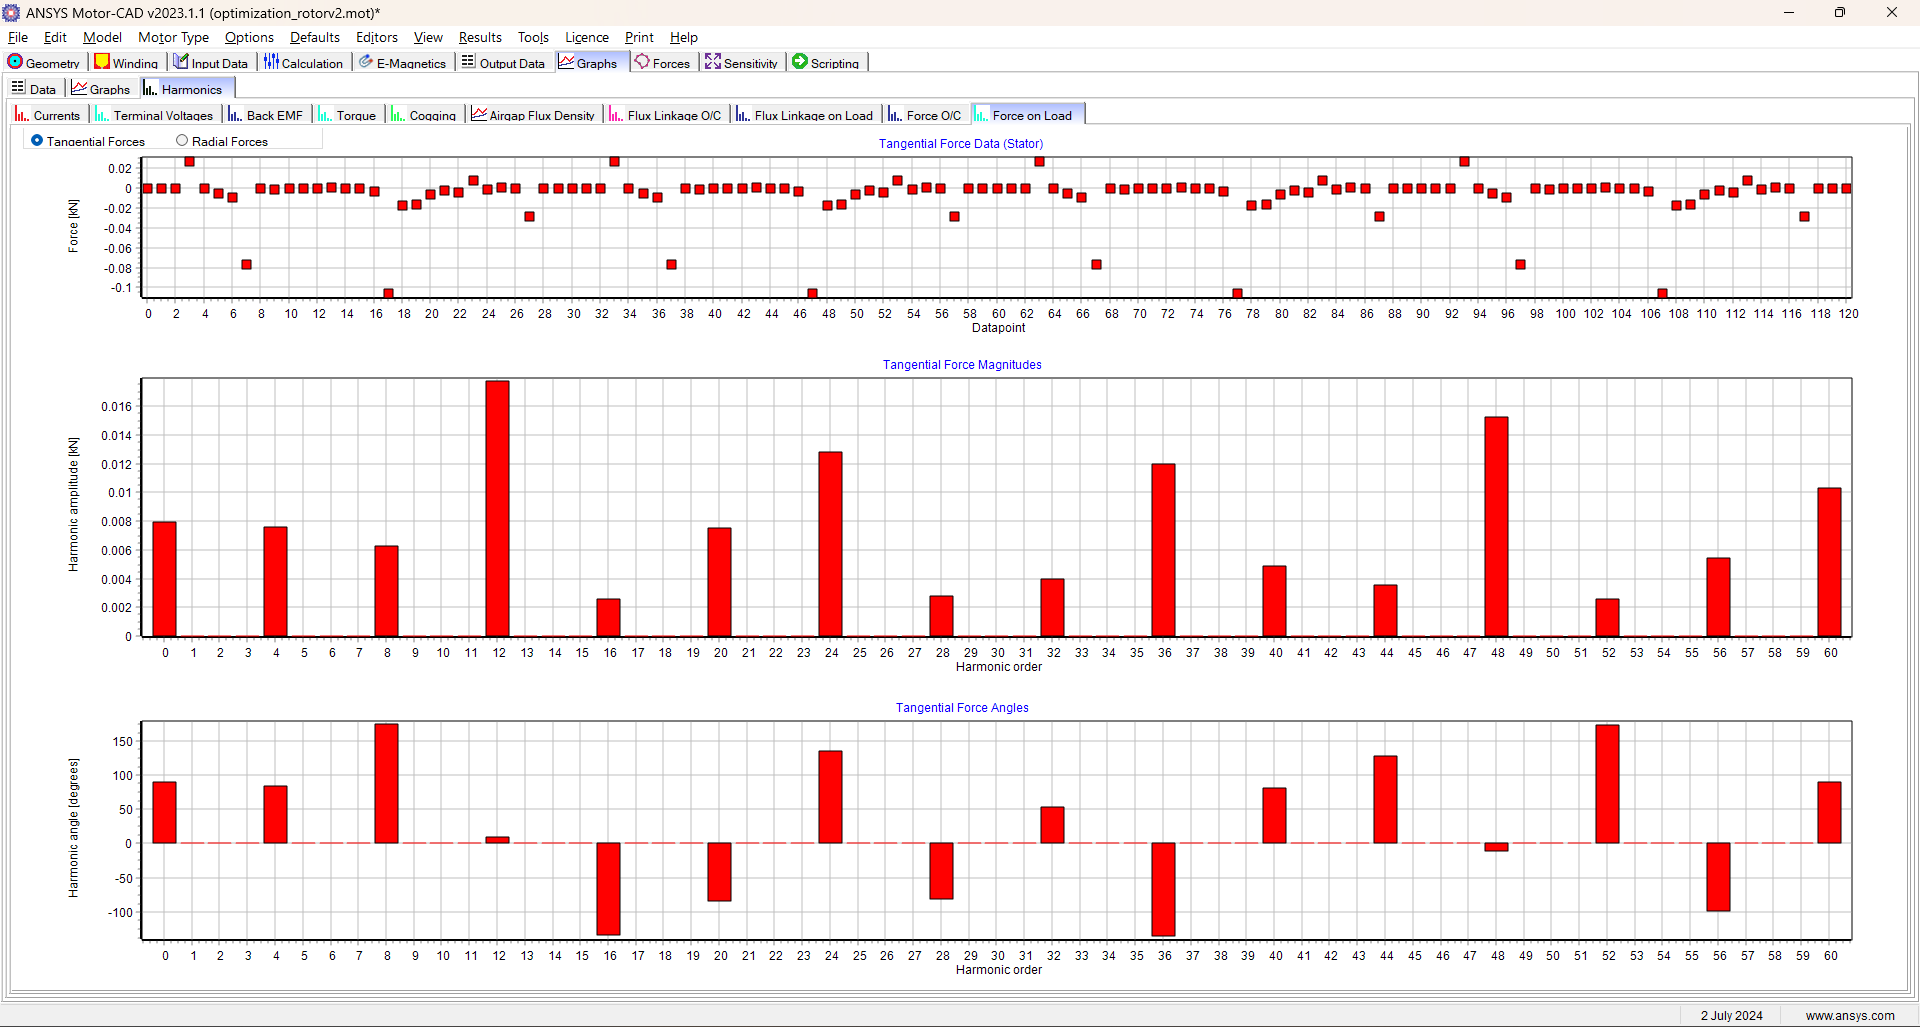 ANSYS Motor-CAD v2023.1.1 (optimization_rotorv2.mot)*
File Edit Model Motor Type Options Defaults Editors View Results Tools Licence Print Help
Geometry Winding Input Data Calculation E-Magnetics Output Data Graphs Forces Sensitivity Scripting
Data Graphs Harmonics
Currents Terminal Voltages Back EMF Torque Cogging Airgap Flux Density Flux Linkage O/C Flux Linkage on Load Force O/C Force on Load
Tangential Forces Radial Forces
Tangential Force Data (Stator)
Force [kN]
0.02
0
-0.02
-0.04
-0.06
-0.08
-0.1
0 2 4 6 8 10 12 14 16 18 20 22 24 26 28 30 32 34 36 38 40 42 44 46 48 50 52 54 56 58 60 62 64 66 68 70 72 74 76 78 80 82 84 86 88 90 92 94 96 98 100 102 104 106 108 110 112 114 116 118 120
Datapoint
Tangential Force Magnitudes
Harmonic amplitude [kN]
0.016
0.014
0.012
0.01
0.008
0.006
0.004
0.002
0
0 1 2 3 4 5 6 7 8 9 10 11 12 13 14 15 16 17 18 19 20 21 22 23 24 25 26 27 28 29 30 31 32 33 34 35 36 37 38 39 40 41 42 43 44 45 46 47 48 49 50 51 52 53 54 55 56 57 58 59 60
Harmonic order
Tangential Force Angles
Harmonic angle [degrees]
150
100
50
0
-50
-100
0 1 2 3 4 5 6 7 8 9 10 11 12 13 14 15 16 17 18 19 20 21 22 23 24 25 26 27 28 29 30 31 32 33 34 35 36 37 38 39 40 41 42 43 44 45 46 47 48 49 50 51 52 53 54 55 56 57 58 59 60
Harmonic order
2 July 2024 www.ansys.com